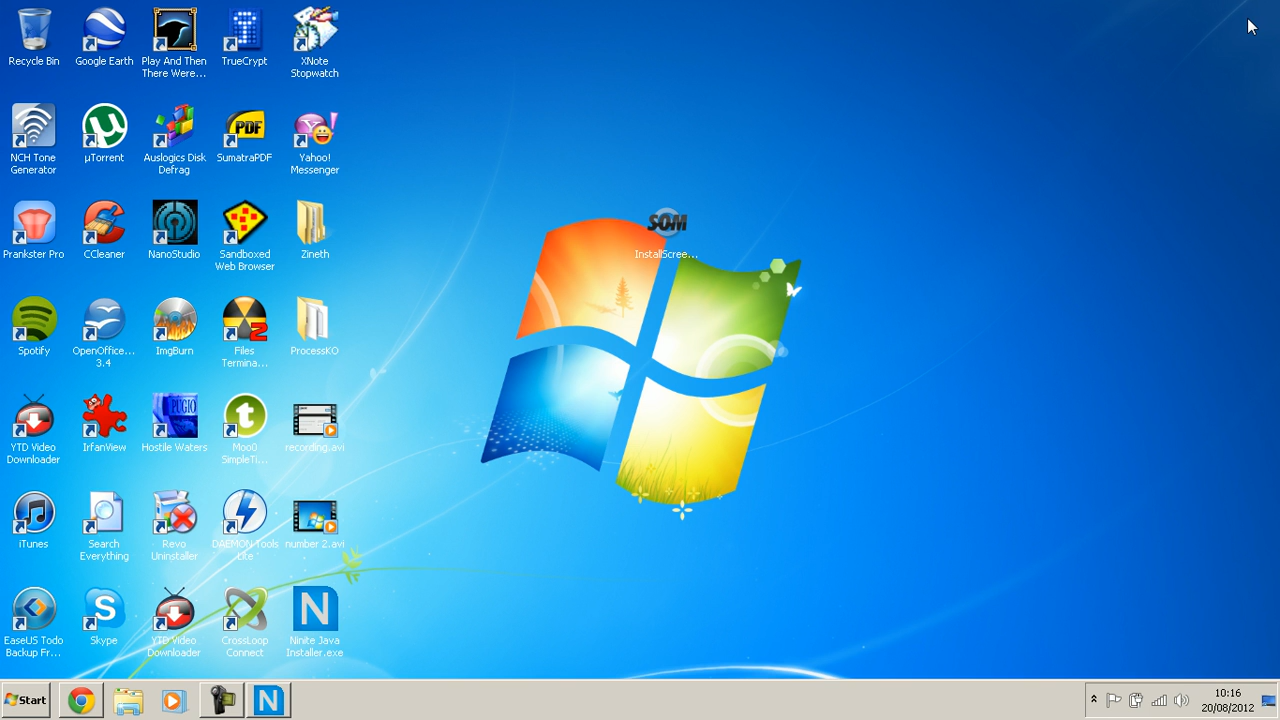 Recycle Bin
Google Earth
Play And Then
There Were...
TrueCrypt
XNote
Stopwatch
NCH Tone
Generator
µTorrent
Auslogics Disk
Defrag
PDF
SumatraPDF
Yahoo!
Messenger
Prankster Pro
CCleaner
NanoStudio
Sandboxed
Web Browser
Zineth
SOM
InstallScree...
Spotify
OpenOffice...
3.4
ImgBurn
2
Files
Termina...
ProcessKO
YTD Video
Downloader
IrfanView
PUGIO
Hostile Waters
t
Moo0
SimpleTi...
recording.avi
iTunes
Search
Everything
Revo
Uninstaller
DAEMON Tools
Lite
number 2.avi
EaseUS Todo
Backup Fr...
S
Skype
YTD Video
Downloader
CrossLoop
Connect
N
Ninite Java
Installer.exe
Start
N
10:16
20/08/2012